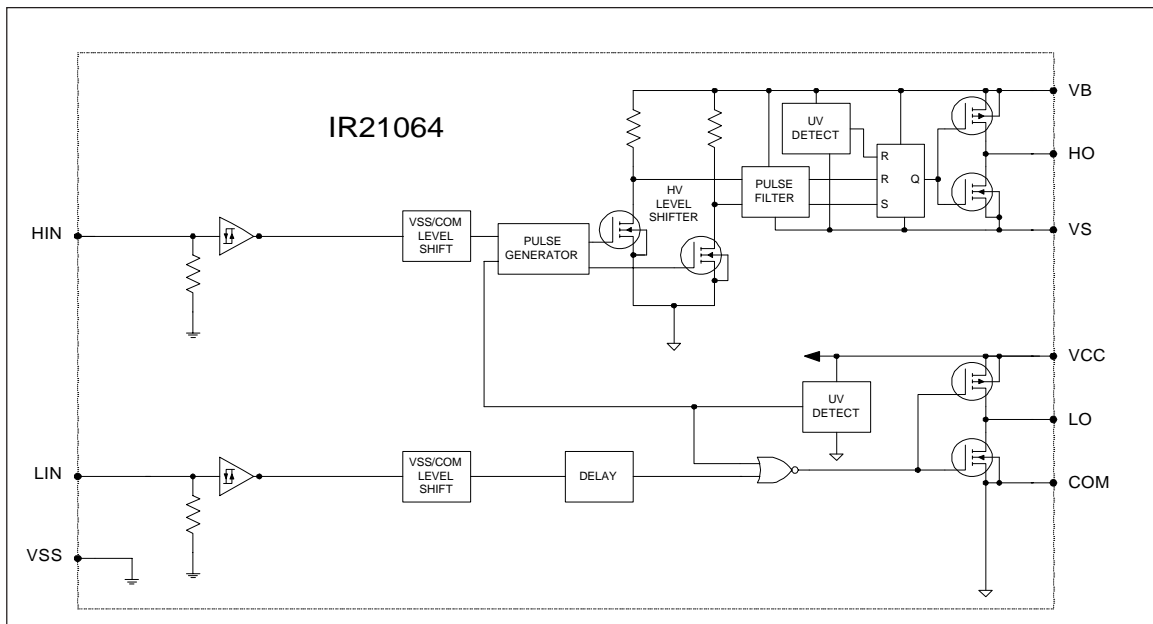 IR21064
VB
UV
DETECT
R
HO
R
Q
PULSE
FILTER
S
HV
LEVEL
SHIFTER
HIN
VSS/COM
LEVEL
SHIFT
PULSE
GENERATOR
VS
VCC
UV
DETECT
LO
LIN
VSS/COM
LEVEL
SHIFT
DELAY
COM
VSS